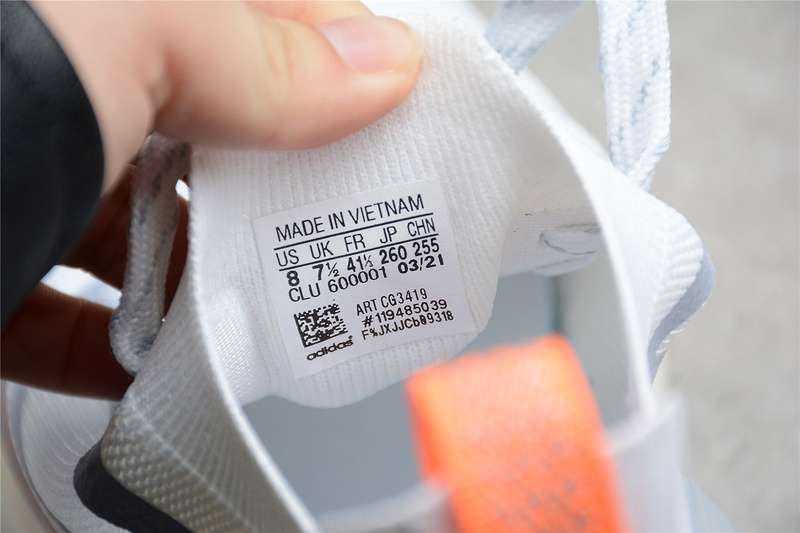 MADE IN VIETNAM
US UK FR JP CHN
8 7½ 41⅓ 260 255
CLU 600001 03/21
ART CG3419
# 119485039
F%JXJJCb09318
adidas